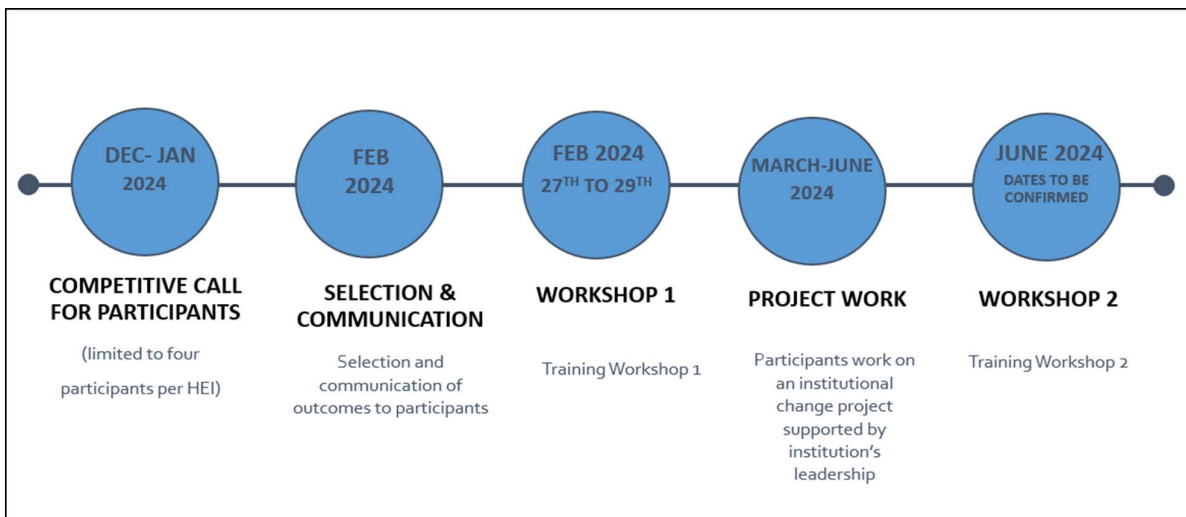 DEC- JAN
2024
FEB
2024
FEB 2024
27TH TO 29TH
MARCH-JUNE
2024
JUNE 2024
DATES TO BE
CONFIRMED
COMPETITIVE CALL
FOR PARTICIPANTS
(limited to four
participants per HEI)
SELECTION &
COMMUNICATION
Selection and
communication of
outcomes to participants
WORKSHOP 1
Training Workshop 1
PROJECT WORK
Participants work on
an institutional
change project
supported by
institution’s
leadership
WORKSHOP 2
Training Workshop 2